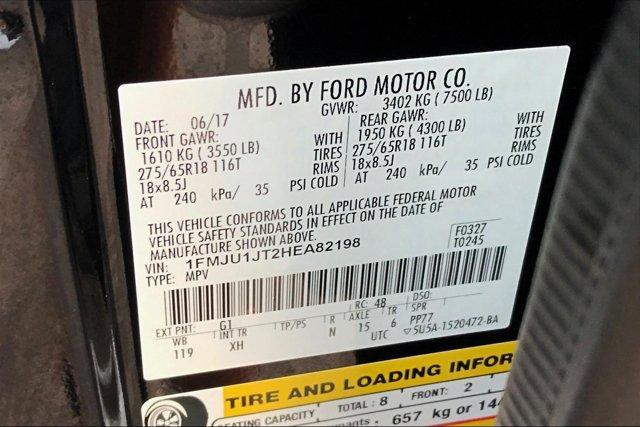 MFD. BY FORD MOTOR CO.
DATE: 06/17 GVWR: 3402 KG ( 7500 LB)
FRONT GAWR: REAR GAWR:
1610 KG ( 3550 LB) WITH 1950 KG ( 4300 LB) WITH
275/65R18 116T TIRES 275/65R18 116T TIRES
18x8.5J RIMS 18x8.5J RIMS
AT 240 kPa/ 35 PSI COLD AT 240 kPa/ 35 PSI COLD
THIS VEHICLE CONFORMS TO ALL APPLICABLE FEDERAL MOTOR
VEHICLE SAFETY STANDARDS IN EFFECT ON THE DATE OF
MANUFACTURE SHOWN ABOVE.
VIN: 1FMJU1JT2HEA82198
TYPE: MPV
F0327
T0245
EXT PNT: G1 RC: 48 DSO:
WB INT TR TP/PS R AXLE TR SPR
119 XH N 15 6 PP77
UTC 5U5A-1520472-BA
TIRE AND LOADING INFOR
SEATING CAPACITY TOTAL : 8 FRONT: 2
657 kg or 14